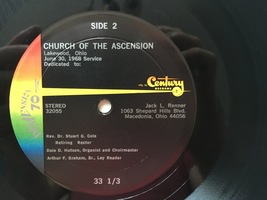 SIDE 2
CHURCH OF THE ASCENSION
Lakewood, Ohio
June 30, 1968 Service
Dedicated to:
Century
RECORDS
70
STEREO
32055
Jack L. Renner
1063 Shepard Hills Blvd.
Macedonia, Ohio 44056
Rev. Dr. Stuart G. Cole
Retiring Rector
Dale D. Hutson, Organist and Choirmaster
Arthur F. Graham, Sr., Lay Reader
33 1/3